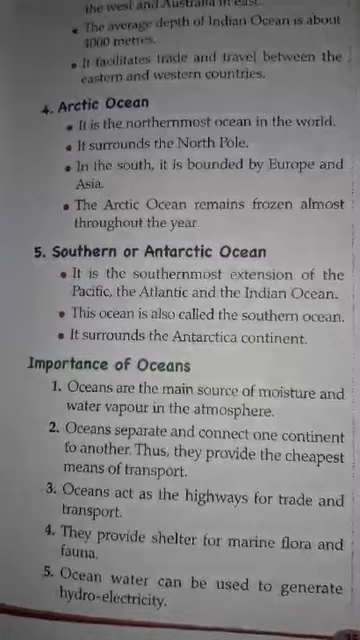 the west and Australia in east.
• The average depth of Indian Ocean is about
4000 metres.
• It facilitates trade and travel between the
eastern and western countries.
4. Arctic Ocean
• It is the northernmost ocean in the world.
• It surrounds the North Pole.
• In the south, it is bounded by Europe and
Asia.
• The Arctic Ocean remains frozen almost
throughout the year.
5. Southern or Antarctic Ocean
• It is the southernmost extension of the
Pacific, the Atlantic and the Indian Ocean.
• This ocean is also called the southern ocean.
• It surrounds the Antarctica continent.
Importance of Oceans
1. Oceans are the main source of moisture and
water vapour in the atmosphere.
2. Oceans separate and connect one continent
to another. Thus, they provide the cheapest
means of transport.
3. Oceans act as the highways for trade and
transport.
4. They provide shelter for marine flora and
fauna.
5. Ocean water can be used to generate
hydro-electricity.